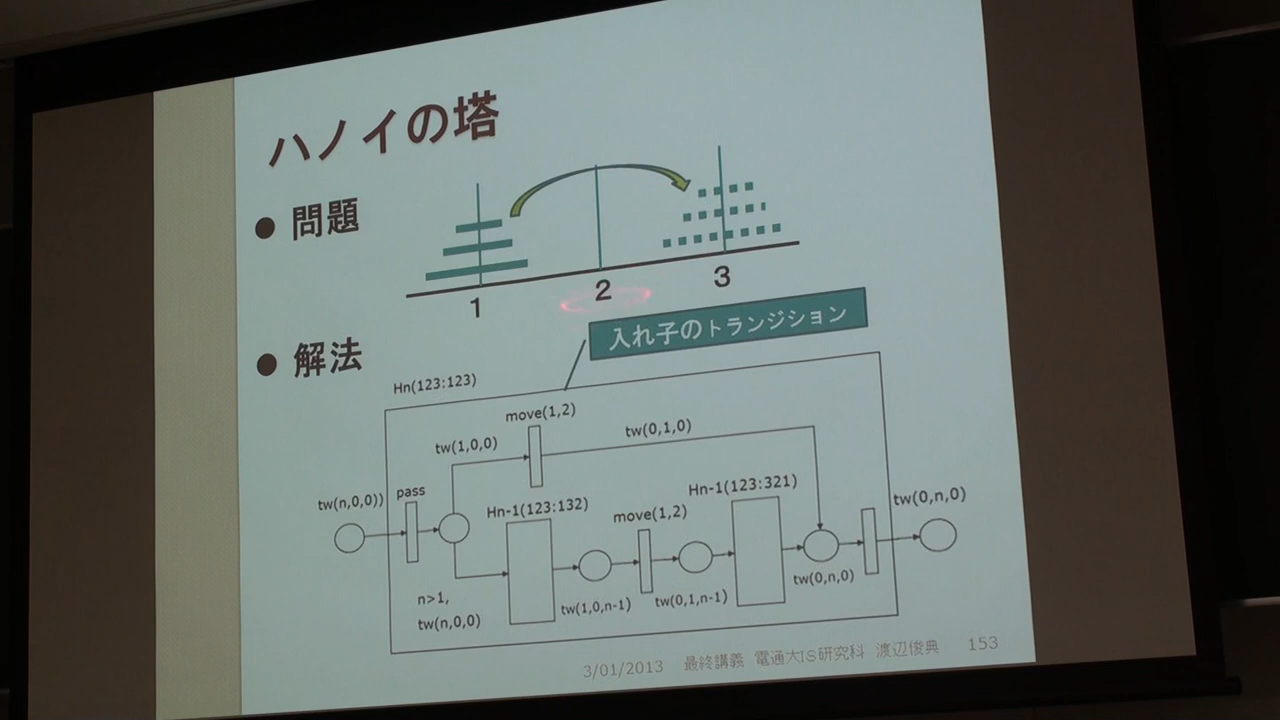 ハノイの塔
● 問題
1 2 3
● 解法
入れ子のトランジション
Hn(123:123)
move(1,2)
tw(1,0,0)
tw(0,1,0)
tw(n,0,0))
pass
Hn-1(123:132)
move(1,2)
Hn-1(123:321)
tw(0,n,0)
n>1,
tw(n,0,0)
tw(1,0,n-1)
tw(0,1,n-1)
tw(0,n,0)
3/01/2013 最終講義 電通大IS研究科 渡辺俊典 153